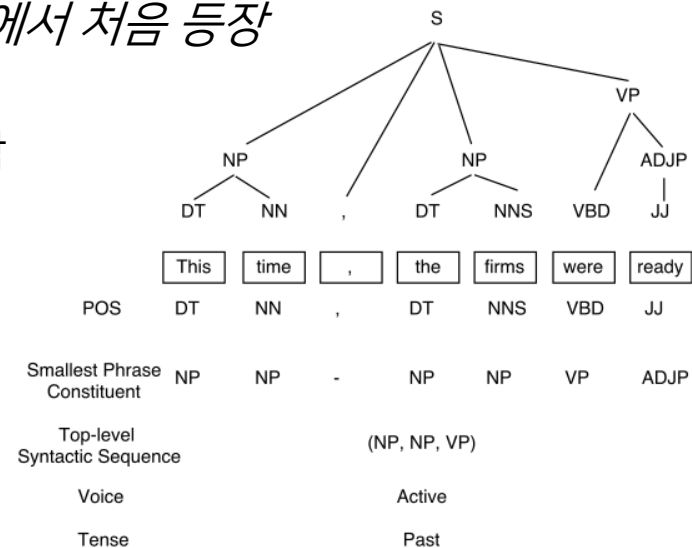 에서 처음 등장
S
VP
NP NP ADJP
DT NN , DT NNS VBD JJ
This time , the firms were ready
POS DT NN , DT NNS VBD JJ
Smallest Phrase
Constituent NP NP - NP NP VP ADJP
Top-level
Syntactic Sequence (NP, NP, VP)
Voice Active
Tense Past